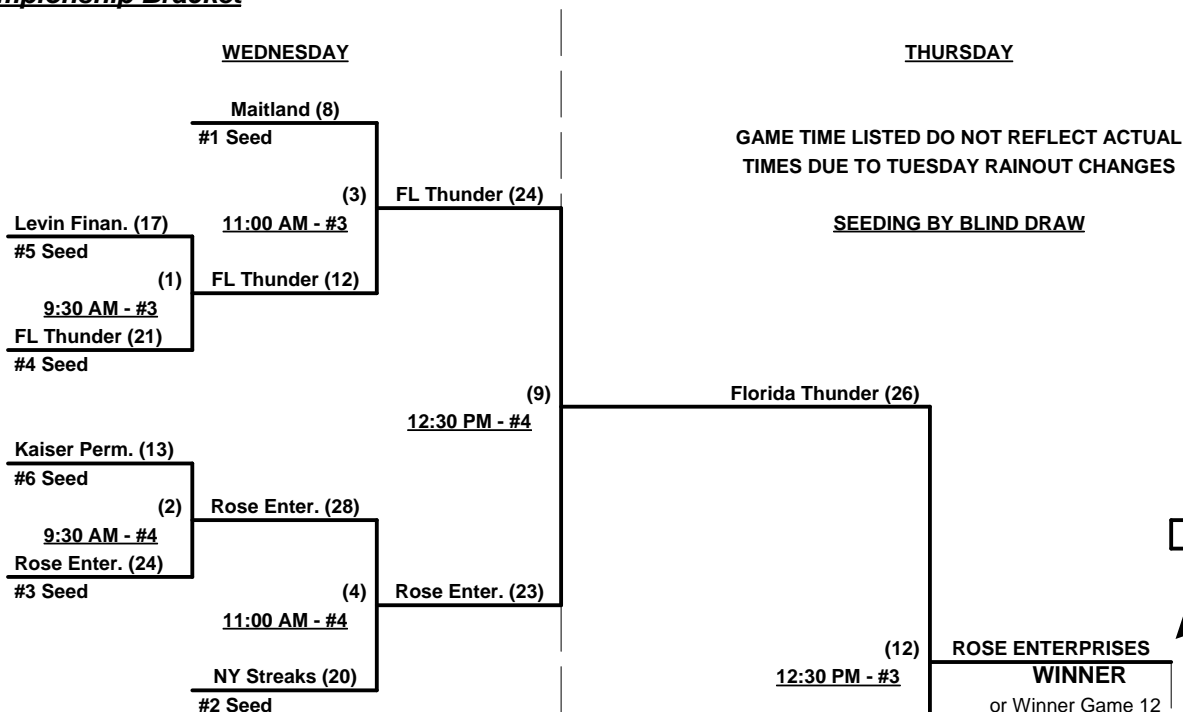 WEDNESDAY
THURSDAY
Maitland (8)
#1 Seed
GAME TIME LISTED DO NOT REFLECT ACTUAL
TIMES DUE TO TUESDAY RAINOUT CHANGES
(3)
11:00 AM - #3
FL Thunder (24)
SEEDING BY BLIND DRAW
Levin Finan. (17)
#5 Seed
(1)
9:30 AM - #3
FL Thunder (12)
FL Thunder (21)
#4 Seed
(9)
12:30 PM - #4
Florida Thunder (26)
Kaiser Perm. (13)
#6 Seed
(2)
9:30 AM - #4
Rose Enter. (28)
Rose Enter. (24)
#3 Seed
(4)
11:00 AM - #4
Rose Enter. (23)
NY Streaks (20)
#2 Seed
(12)
12:30 PM - #3
ROSE ENTERPRISES
WINNER
or Winner Game 12